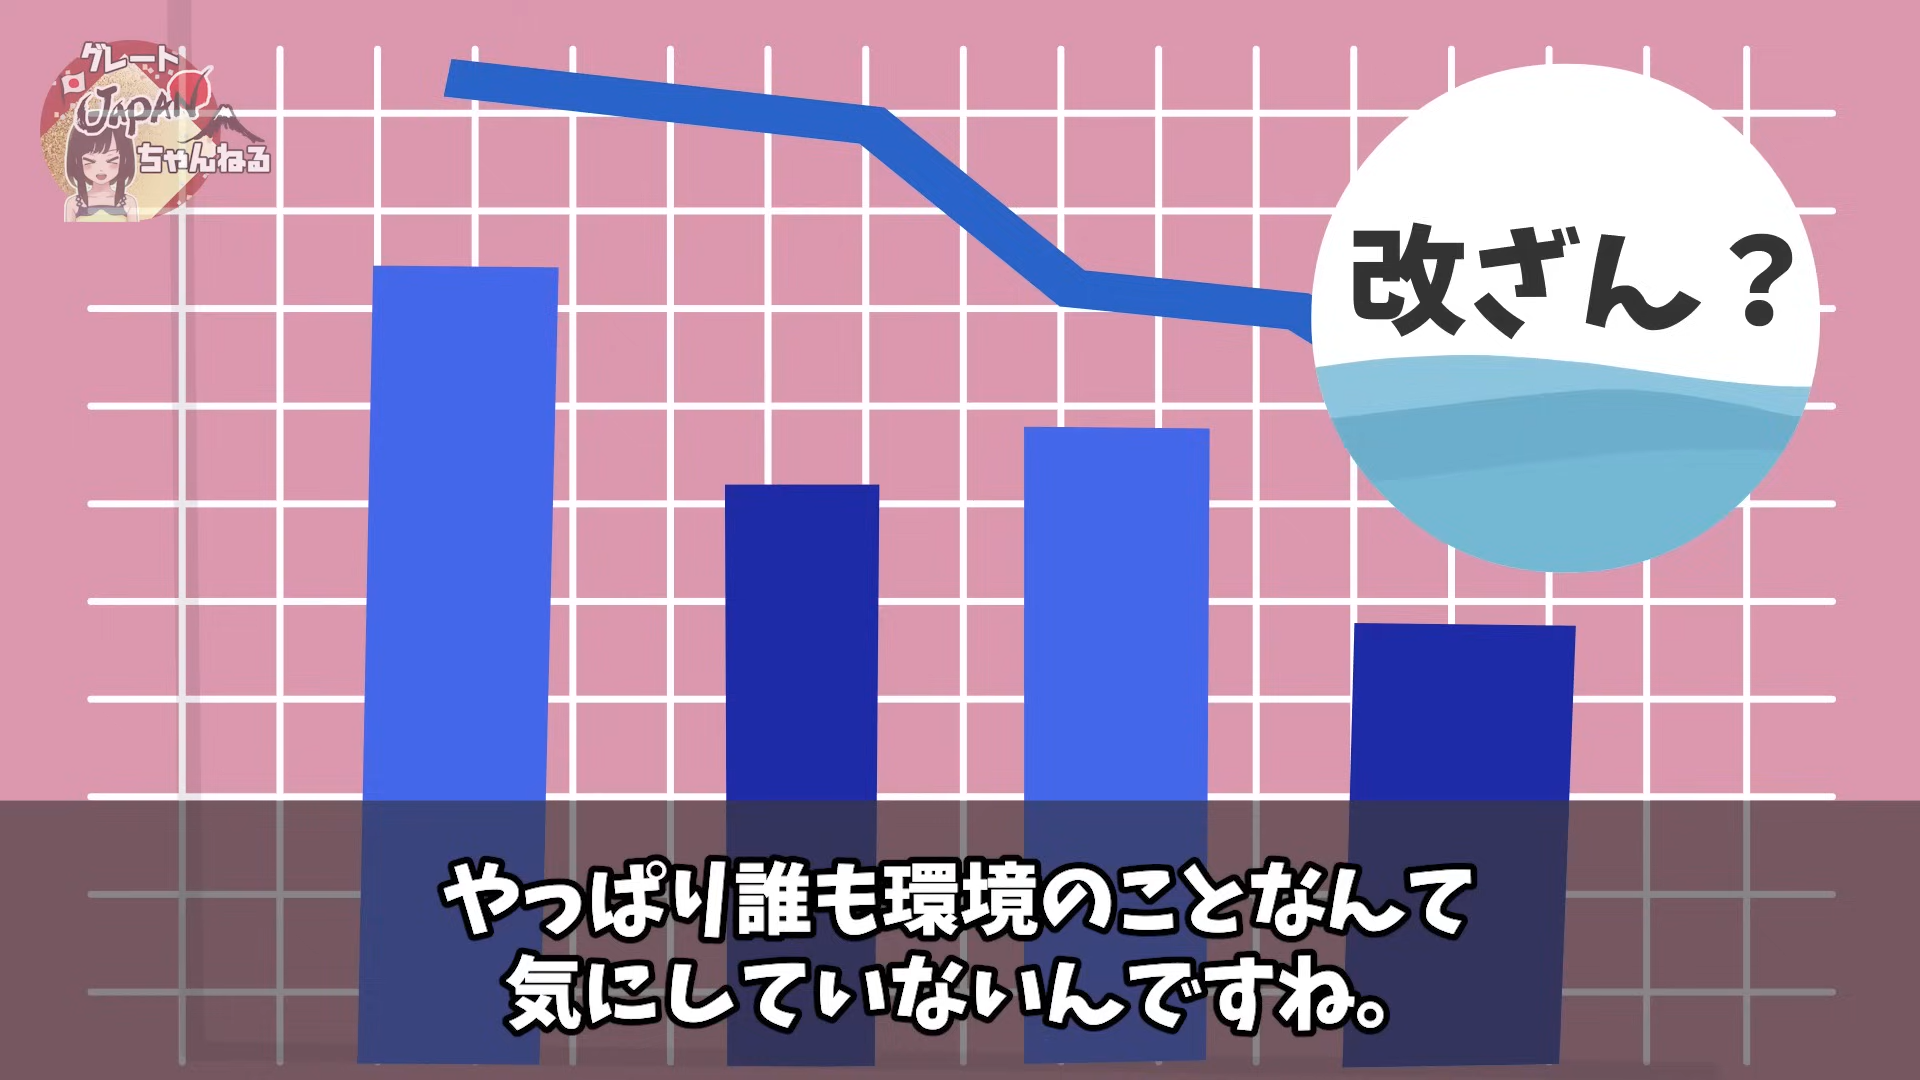 グレート
JAPAN
ちゃんねる
改ざん？
やっぱり誰も環境のことなんて
気にしていないんですね。